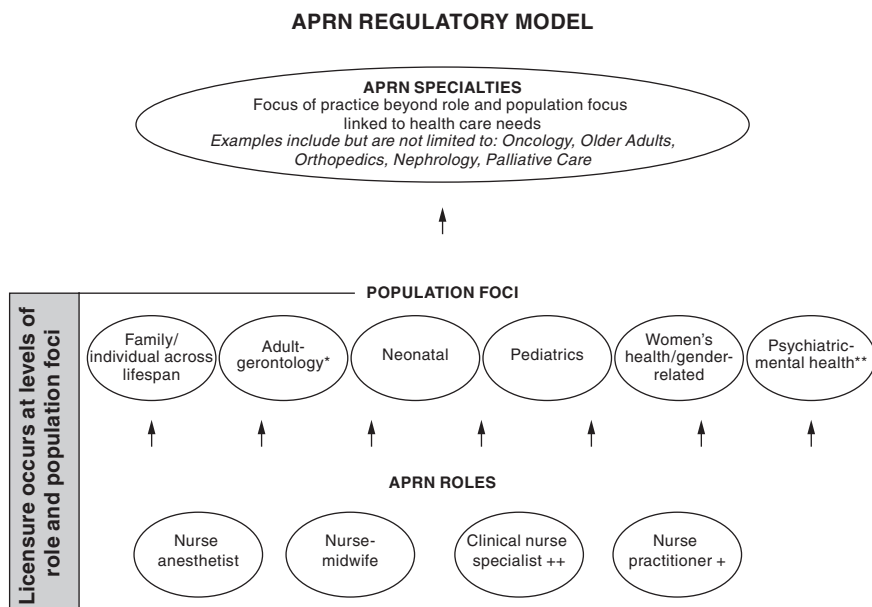 APRN REGULATORY MODEL
APRN SPECIALTIES
Focus of practice beyond role and population focus
linked to health care needs
Examples include but are not limited to: Oncology, Older Adults,
Orthopedics, Nephrology, Palliative Care
Licensure occurs at levels of
role and population foci
POPULATION FOCI
Family/
individual across
lifespan
Adult-
gerontology*
Neonatal
Pediatrics
Women's
health/gender-
related
Psychiatric-
mental health**
APRN ROLES
Nurse
anesthetist
Nurse-
midwife
Clinical nurse
specialist ++
Nurse
practitioner +